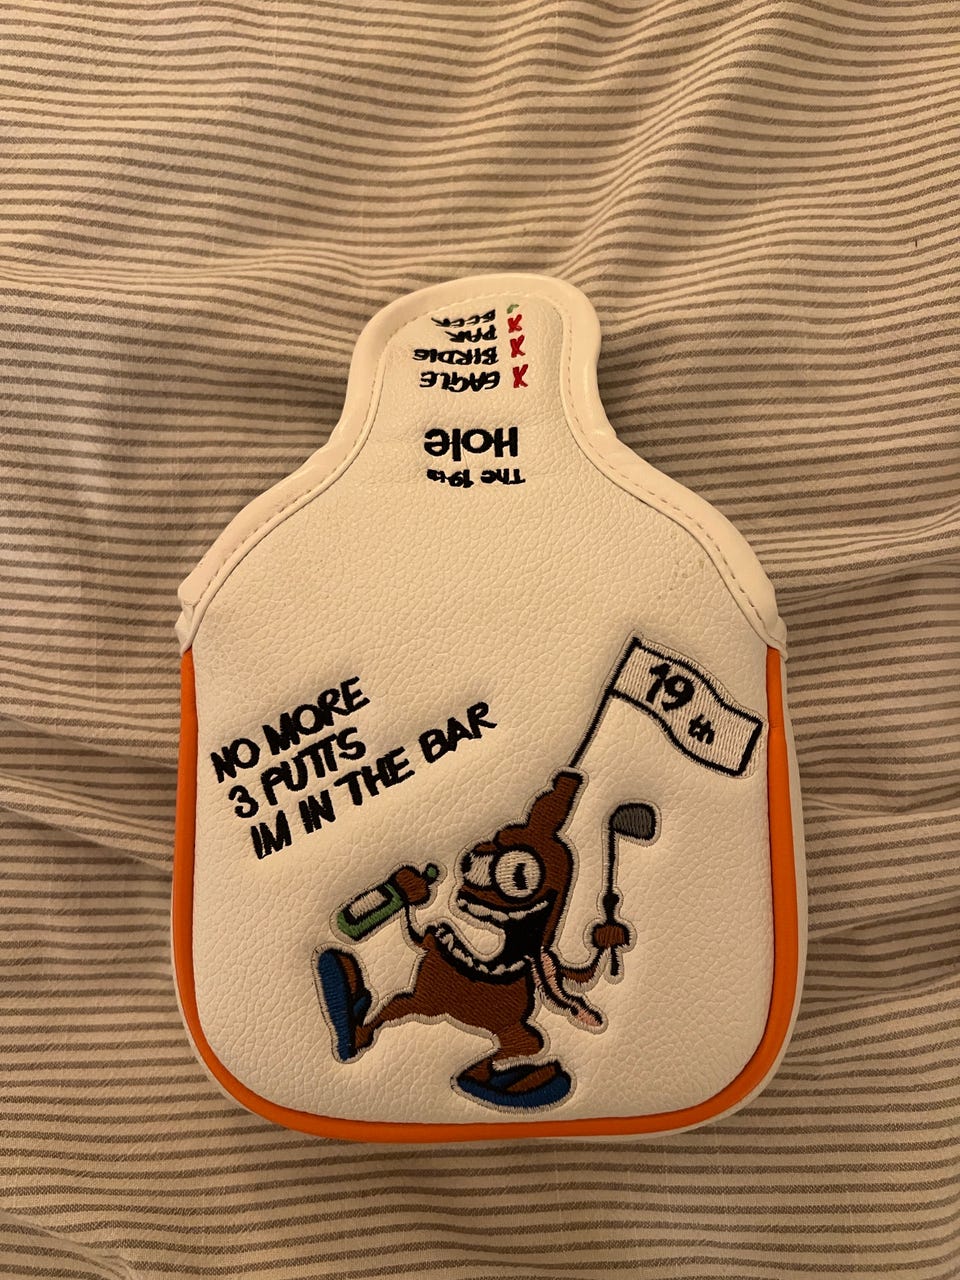 The 19th
Hole
EAGLE X
BIRDIE X
PAR X
BEER
NO MORE
3 PUTTS
IM IN THE BAR
19th